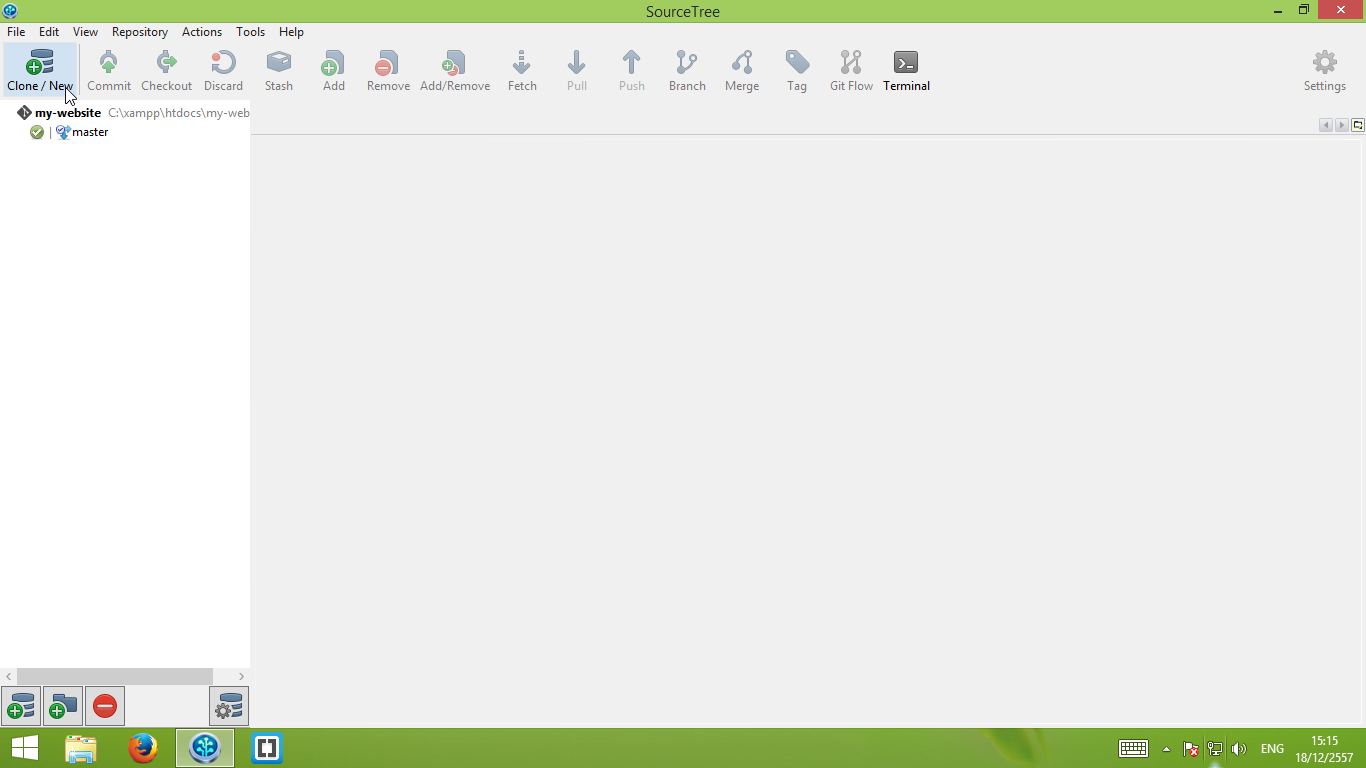 SourceTree
File Edit View Repository Actions Tools Help
Clone / New Commit Checkout Discard Stash Add Remove Add/Remove Fetch Pull Push Branch Merge Tag Git Flow Terminal Settings
my-website C:\xampp\htdocs\my-web
master
ENG
15:15
18/12/2557